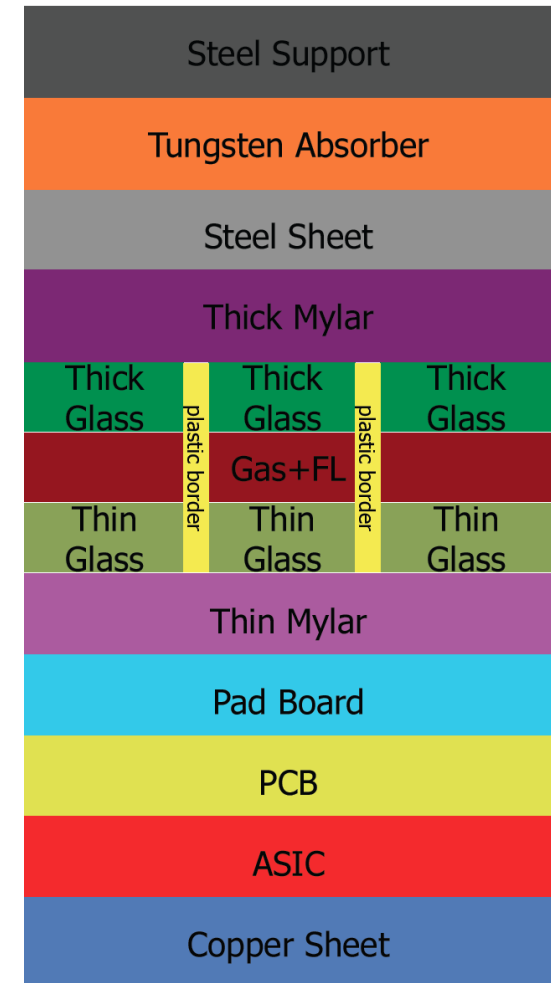 Steel Support
Tungsten Absorber
Steel Sheet
Thick Mylar
Thick
Glass
plastic border
Thick
Glass
plastic border
Thick
Glass
Gas+FL
Thin
Glass
Thin
Glass
Thin
Glass
Thin Mylar
Pad Board
PCB
ASIC
Copper Sheet